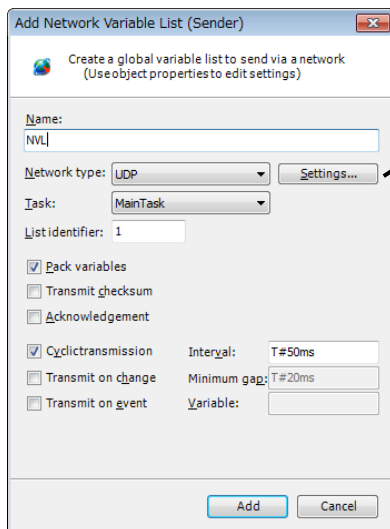 Add Network Variable List (Sender)
Create a global variable list to send via a network
(Use object properties to edit settings)
Name:
NVL
Network type: UDP Settings...
Task: MainTask
List identifier: 1
Pack variables
Transmit checksum
Acknowledgement
Cyclictransmission Interval: T#50ms
Transmit on change Minimum gap: T#20ms
Transmit on event Variable:
Add Cancel